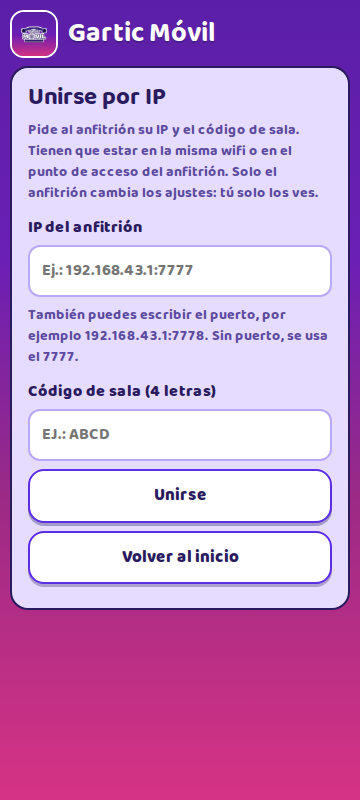 Gartic Móvil
Unirse por IP
Pide al anfitrión su IP y el código de sala.
Tienen que estar en la misma wifi o en el
punto de acceso del anfitrión. Solo el
anfitrión cambia los ajustes: tú solo los ves.
IP del anfitrión
Ej.: 192.168.43.1:7777
También puedes escribir el puerto, por
ejemplo 192.168.43.1:7778. Sin puerto, se usa
el 7777.
Código de sala (4 letras)
EJ.: ABCD
Unirse
Volver al inicio